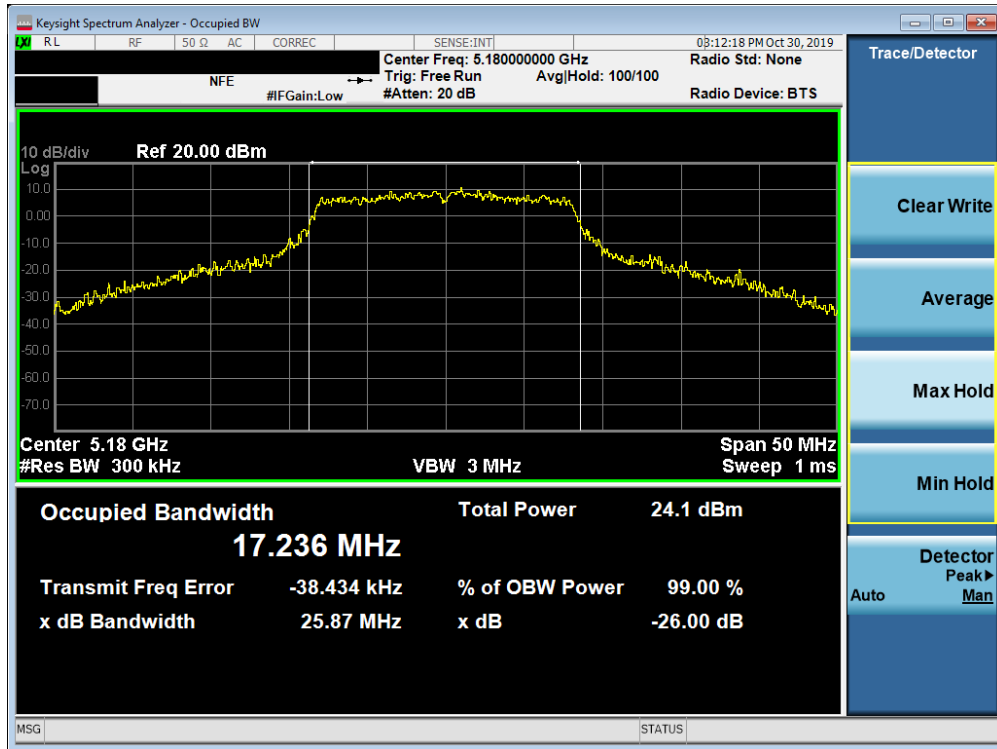 Keysight Spectrum Analyzer - Occupied BW
LXI RL RF 50 Ω AC CORREC SENSE:INT 03:12:18 PM Oct 30, 2019
Center Freq: 5.180000000 GHz Radio Std: None
NFE Trig: Free Run Avg|Hold: 100/100
#IFGain:Low #Atten: 20 dB Radio Device: BTS
Trace/Detector
10 dB/div Ref 20.00 dBm
Log
10.0
0.00
-10.0
-20.0
-30.0
-40.0
-50.0
-60.0
-70.0
Center 5.18 GHz Span 50 MHz
#Res BW 300 kHz VBW 3 MHz Sweep 1 ms
Occupied Bandwidth Total Power 24.1 dBm
17.236 MHz
Transmit Freq Error -38.434 kHz % of OBW Power 99.00 %
x dB Bandwidth 25.87 MHz x dB -26.00 dB
Clear Write
Average
Max Hold
Min Hold
Detector
Peak▶
Auto Man
MSG STATUS